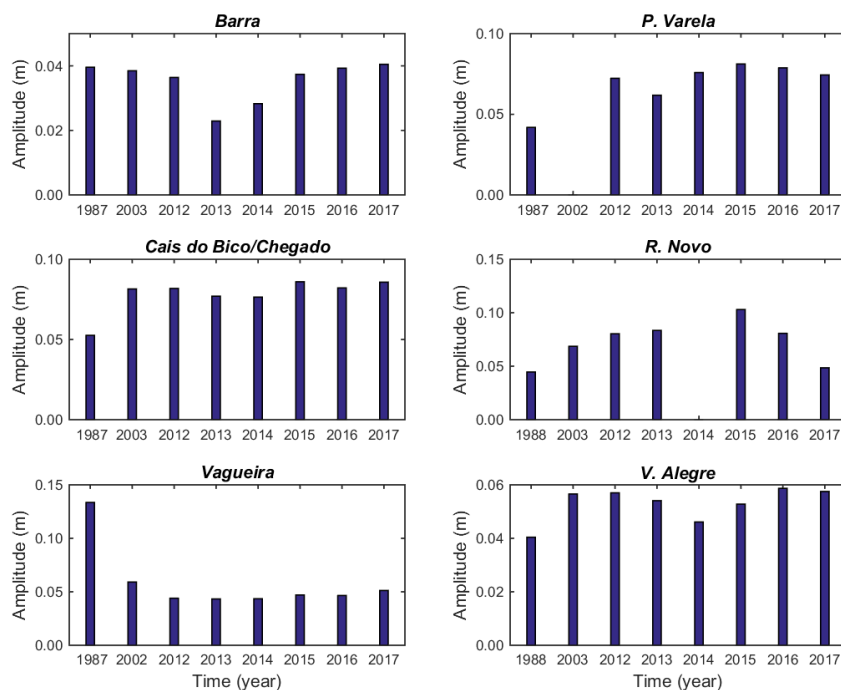 Barra
Amplitude (m)
0.04
0.02
0.00
1987 2003 2012 2013 2014 2015 2016 2017
P. Varela
Amplitude (m)
0.10
0.05
0.00
1987 2002 2012 2013 2014 2015 2016 2017
Cais do Bico/Chegado
Amplitude (m)
0.10
0.05
0.00
1987 2003 2012 2013 2014 2015 2016 2017
R. Novo
Amplitude (m)
0.15
0.10
0.05
0.00
1988 2003 2012 2013 2014 2015 2016 2017
Vagueira
Amplitude (m)
0.15
0.10
0.05
0.00
1987 2002 2012 2013 2014 2015 2016 2017
Time (year)
V. Alegre
Amplitude (m)
0.06
0.04
0.02
0.00
1988 2003 2012 2013 2014 2015 2016 2017
Time (year)